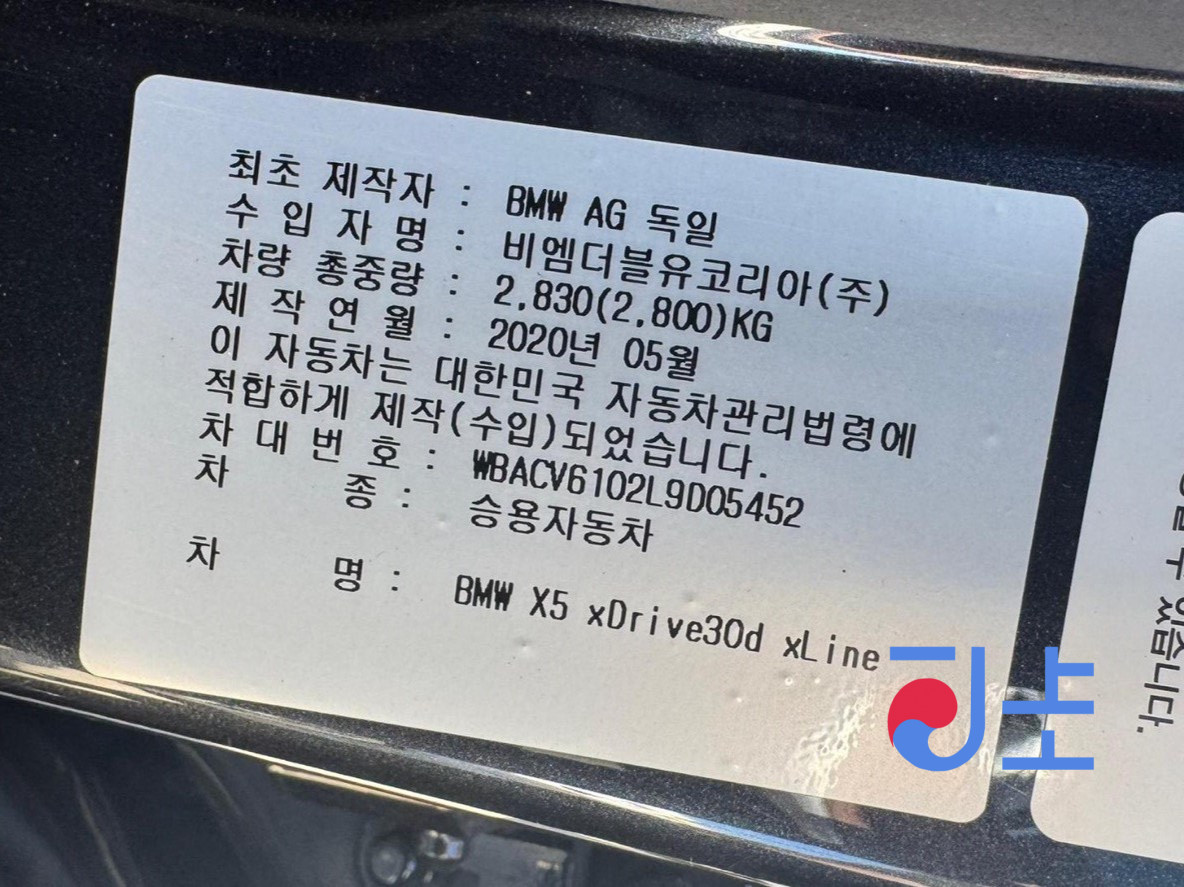 최초 제작자 : BMW AG 독일
수 입 자 명 : 비엠더블유코리아(주)
차량 총중량 : 2,830(2,800)KG
제 작 연 월 : 2020년 05월
이 자동차는 대한민국 자동차관리법령에
적합하게 제작(수입)되었습니다.
차 대 번 호 : WBACV6102L9D05452
차 종 : 승용자동차
차 명 : BMW X5 xDrive30d xLine
있습니다.